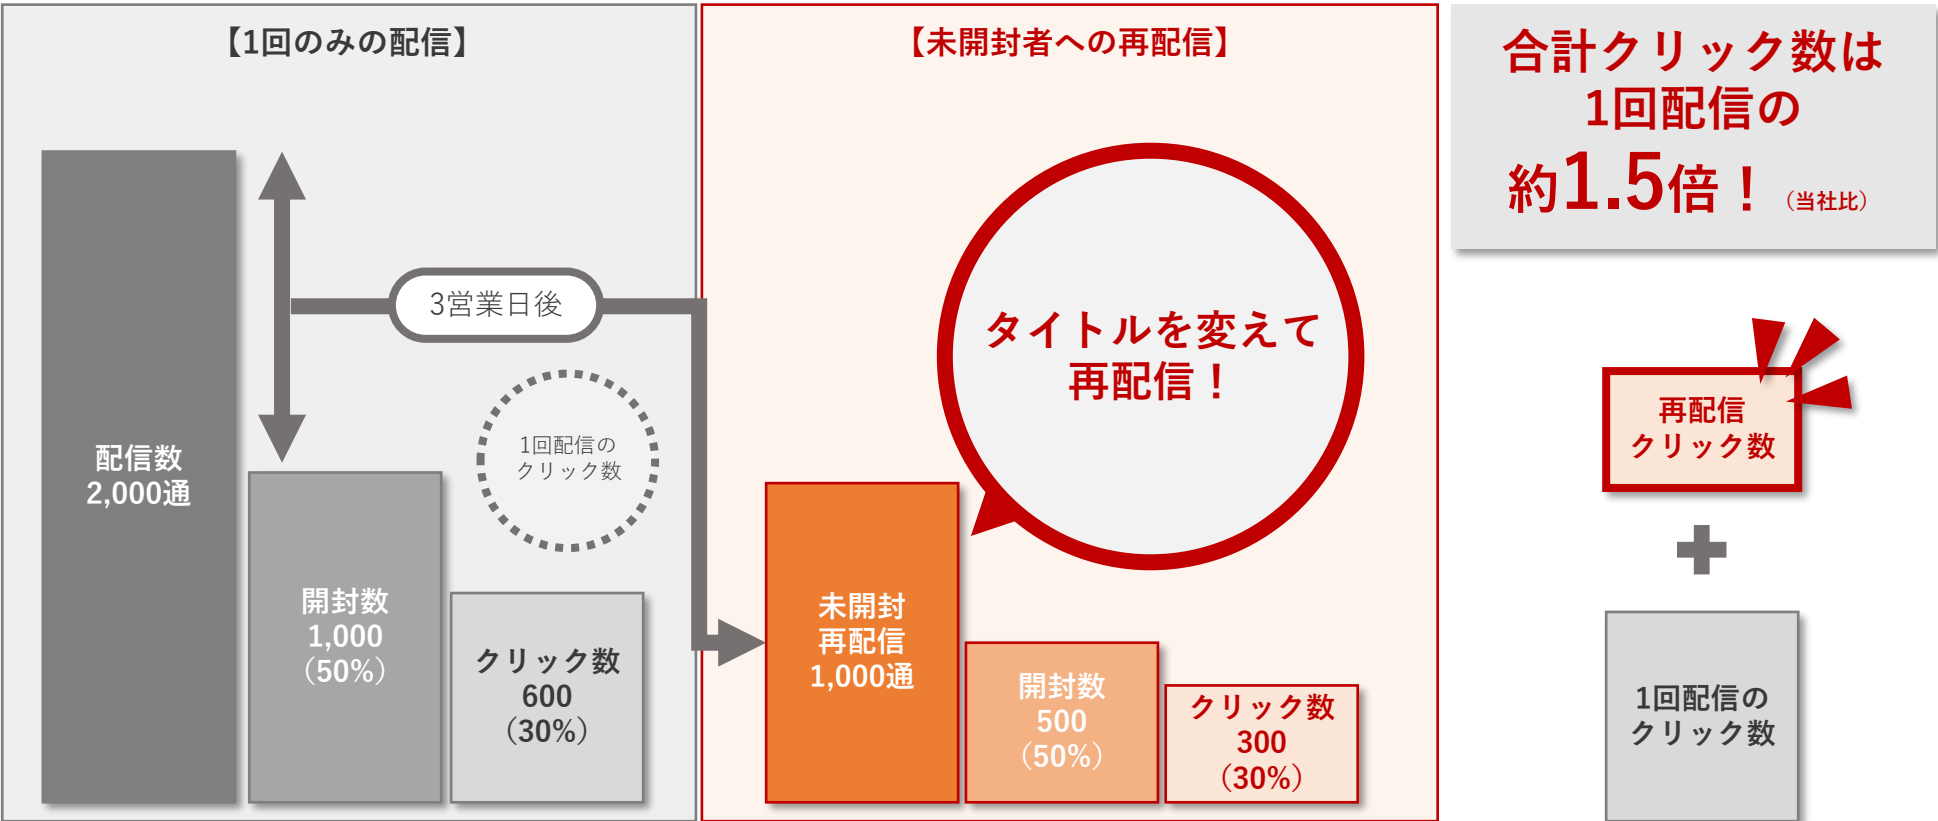 【1回のみの配信】
配信数
2,000通
3営業日後
1回配信の
クリック数
開封数
1,000
（50%）
クリック数
600
（30%）
【未開封者への再配信】
タイトルを変えて
再配信！
未開封
再配信
1,000通
開封数
500
（50%）
クリック数
300
（30%）
合計クリック数は
1回配信の
約1.5倍！（当社比）
再配信
クリック数
1回配信の
クリック数